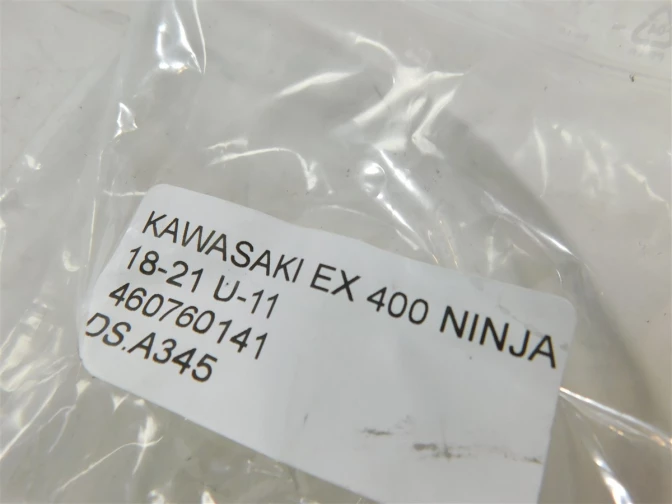 KAWASAKI EX 400 NINJA
18-21 U-11
460760141
DS.A345